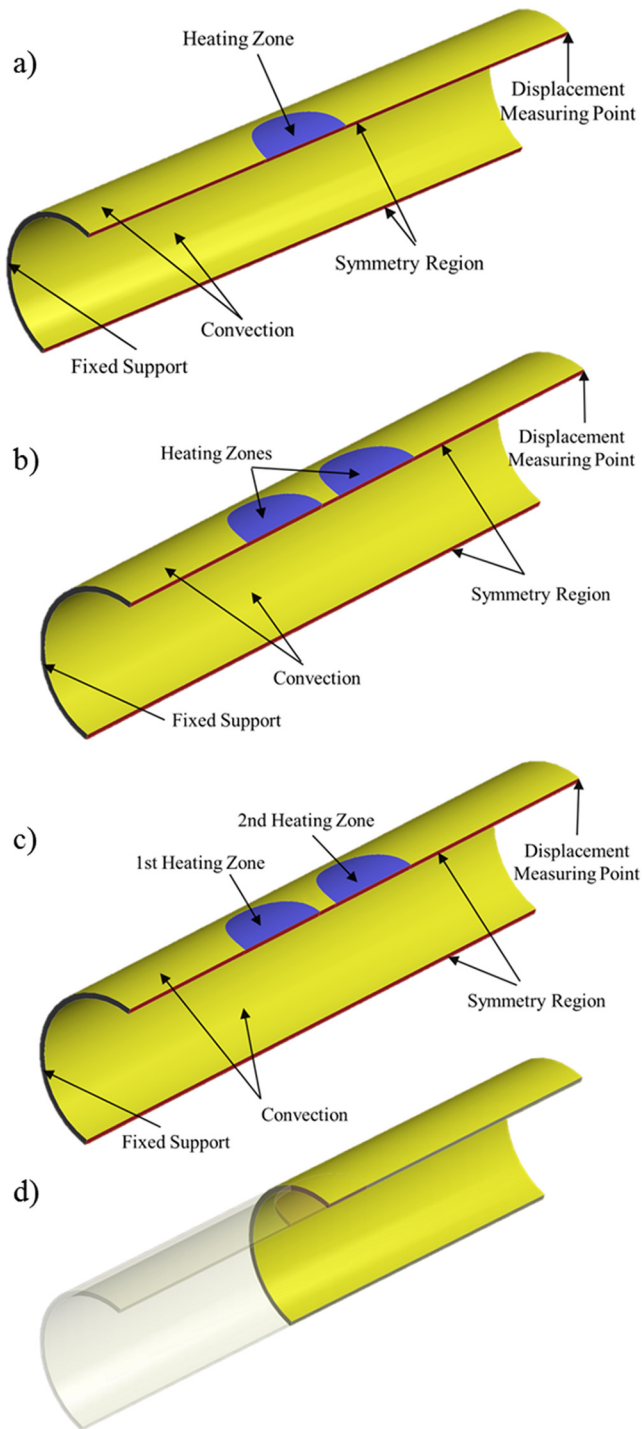 a)
Heating Zone
Displacement
Measuring Point
Symmetry Region
Convection
Fixed Support
b)
Heating Zones
Displacement
Measuring Point
Symmetry Region
Convection
Fixed Support
c)
2nd Heating Zone
1st Heating Zone
Displacement
Measuring Point
Symmetry Region
Convection
Fixed Support
d)